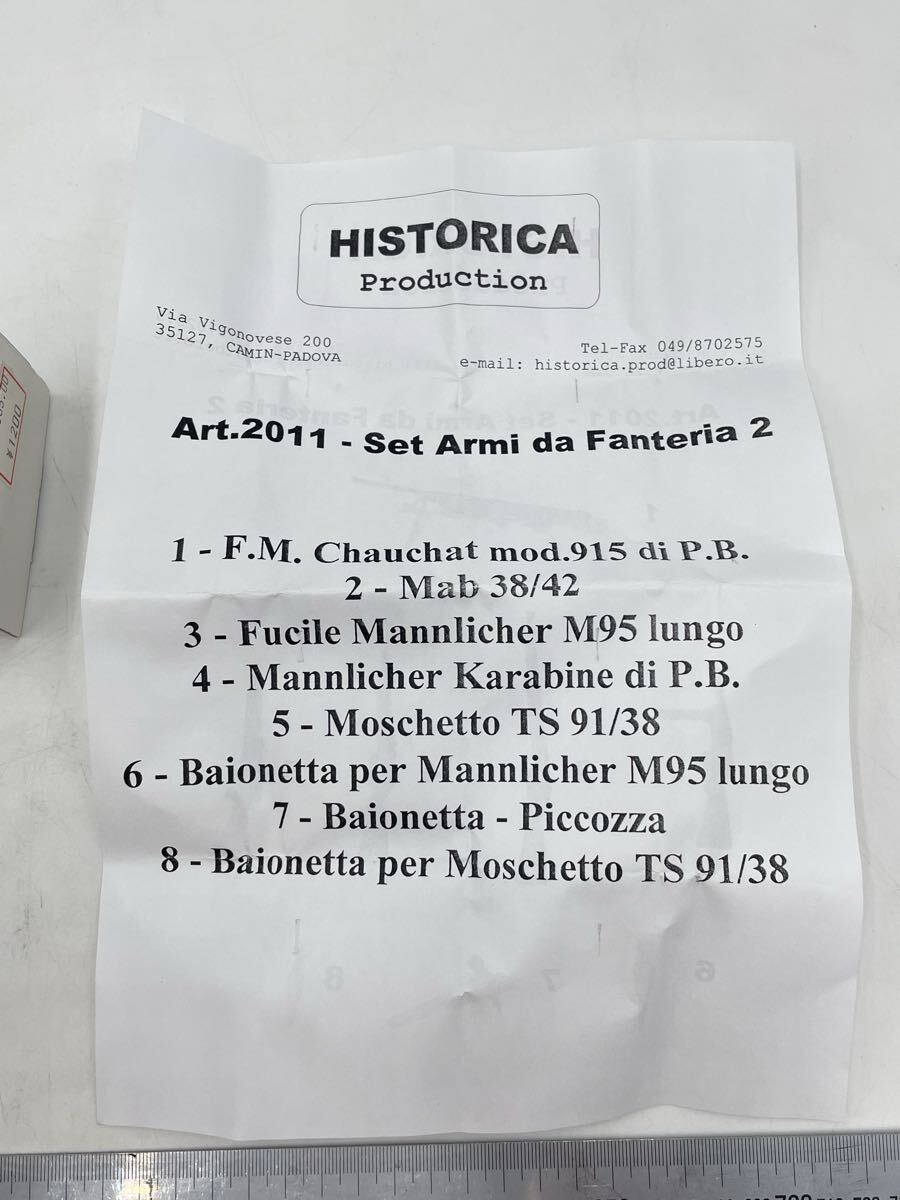 HISTORICA
Production
Via Vigonovese 200
35127, CAMIN-PADOVA
Tel-Fax 049/8702575
e-mail: historica.prod@libero.it
Art.2011 - Set Armi da Fanteria 2
1 - F.M. Chauchat mod.915 di P.B.
2 - Mab 38/42
3 - Fucile Mannlicher M95 lungo
4 - Mannlicher Karabine di P.B.
5 - Moschetto TS 91/38
6 - Baionetta per Mannlicher M95 lungo
7 - Baionetta - Piccozza
8 - Baionetta per Moschetto TS 91/38
¥1200